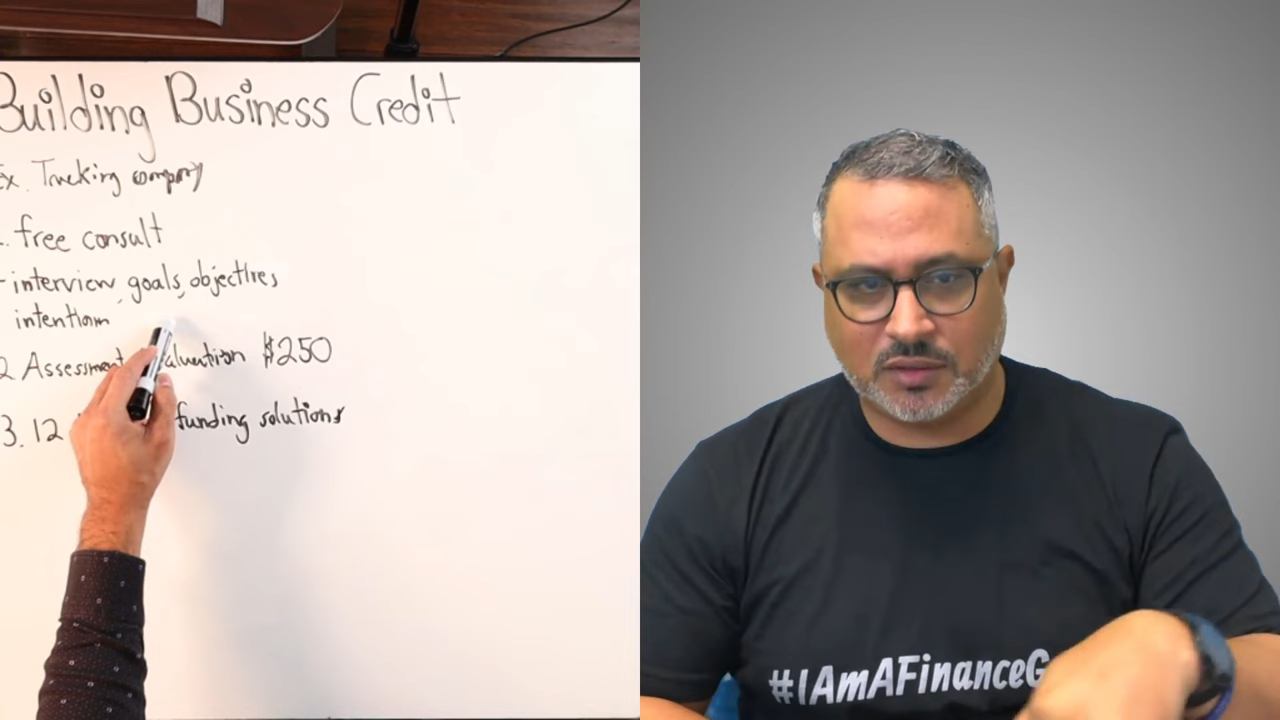 Building Business Credit
Ex. Trucking company
. free consult
- interview, goals, objectives
intention
2 Assessment valuation $250
3. 12 funding solutions
#IAmAFinanceG